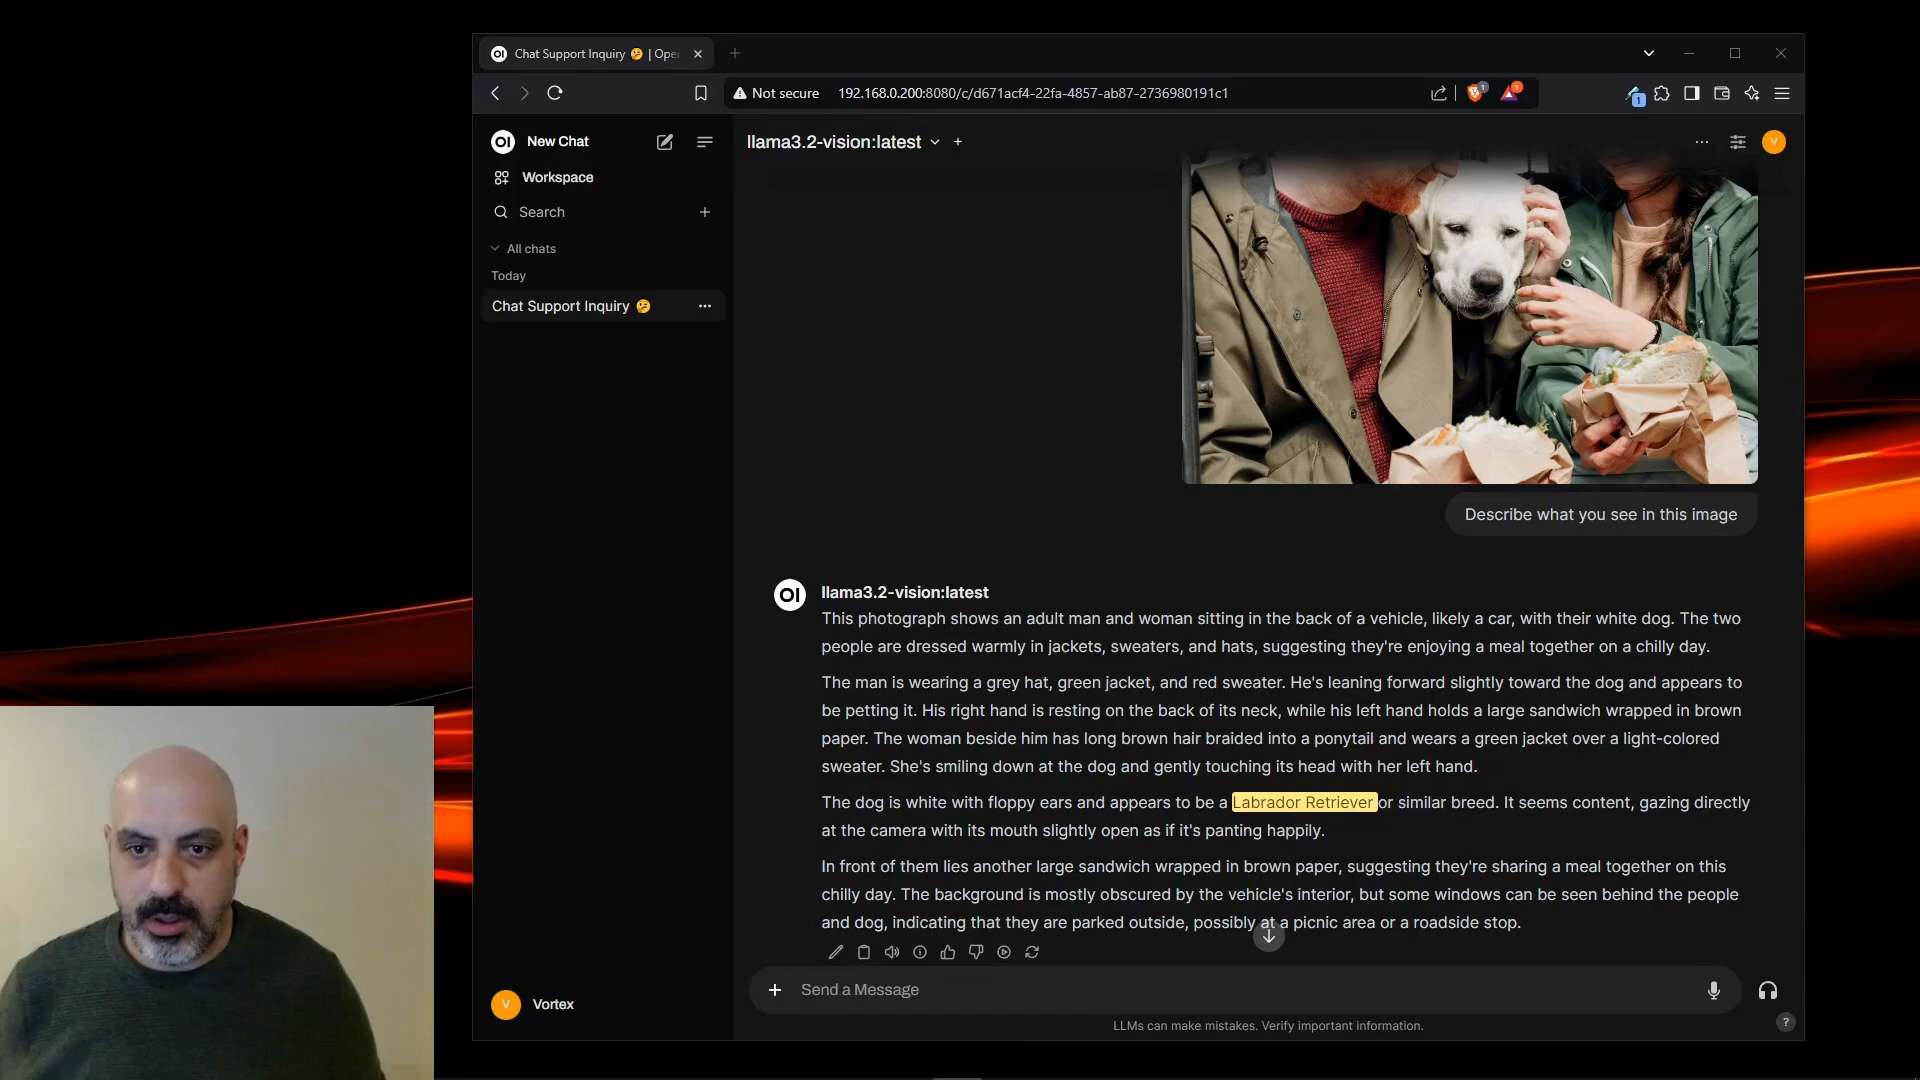 Chat Support Inquiry 🤔 | Ope
Not secure 192.168.0.200:8080/c/d671acf4-22fa-4857-ab87-2736980191c1
1
1
1
OI New Chat
llama3.2-vision:latest
V
Workspace
Search
All chats
Today
Chat Support Inquiry 🤔
Describe what you see in this image
OI llama3.2-vision:latest
This photograph shows an adult man and woman sitting in the back of a vehicle, likely a car, with their white dog. The two
people are dressed warmly in jackets, sweaters, and hats, suggesting they're enjoying a meal together on a chilly day.
The man is wearing a grey hat, green jacket, and red sweater. He's leaning forward slightly toward the dog and appears to
be petting it. His right hand is resting on the back of its neck, while his left hand holds a large sandwich wrapped in brown
paper. The woman beside him has long brown hair braided into a ponytail and wears a green jacket over a light-colored
sweater. She's smiling down at the dog and gently touching its head with her left hand.
The dog is white with floppy ears and appears to be a Labrador Retriever or similar breed. It seems content, gazing directly
at the camera with its mouth slightly open as if it's panting happily.
In front of them lies another large sandwich wrapped in brown paper, suggesting they're sharing a meal together on this
chilly day. The background is mostly obscured by the vehicle's interior, but some windows can be seen behind the people
and dog, indicating that they are parked outside, possibly at a picnic area or a roadside stop.
Send a Message
V Vortex
LLMs can make mistakes. Verify important information.
?